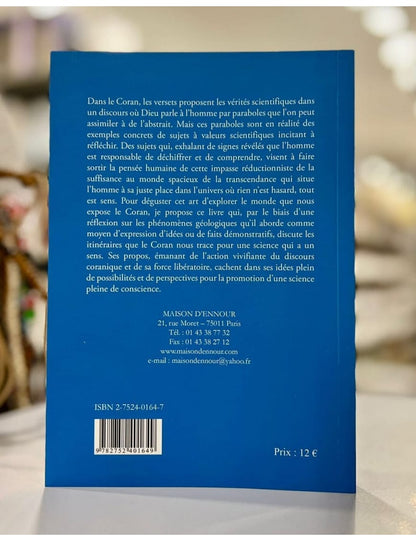 Dans le Coran, les versets proposent les vérités scientifiques dans
un discours où Dieu parle à l'homme par paraboles que l'on peut
assimiler à de l'abstrait. Mais ces paraboles sont en réalité des
exemples concrets de sujets à valeurs scientifiques incitant à
réfléchir. Des sujets qui, exhalant de signes révélés que l'homme
est responsable de déchiffrer et de comprendre, visent à faire
sortir la pensée humaine de cette impasse réductionniste de la
suffisance au monde spacieux de la transcendance qui situe
l'homme à sa juste place dans l'univers où rien n'est hasard, tout
est sens. Pour déguster cet art d'explorer le monde que nous
expose le Coran, je propose ce livre qui, par le biais d'une
réflexion sur les phénomènes géologiques qu'il aborde comme
moyen d'expression d'idées ou de faits démonstratifs, discute les
itinéraires que le Coran nous trace pour une science qui a un
sens. Ses propos, émanant de l'action vivifiante du discours
coranique et de sa force libératoire, cachent dans ses idées plein
de possibilités et de perspectives pour la promotion d'une science
pleine de conscience.
MAISON D'ENNOUR
21, rue Moret – 75011 Paris
Tél. : 01 43 38 77 32
Fax : 01 43 38 27 12
www.maisondennour.com
e-mail : maisondennour@yahoo.fr
ISBN 2-7524-0164-7
9 782752 401649
Prix : 12 €